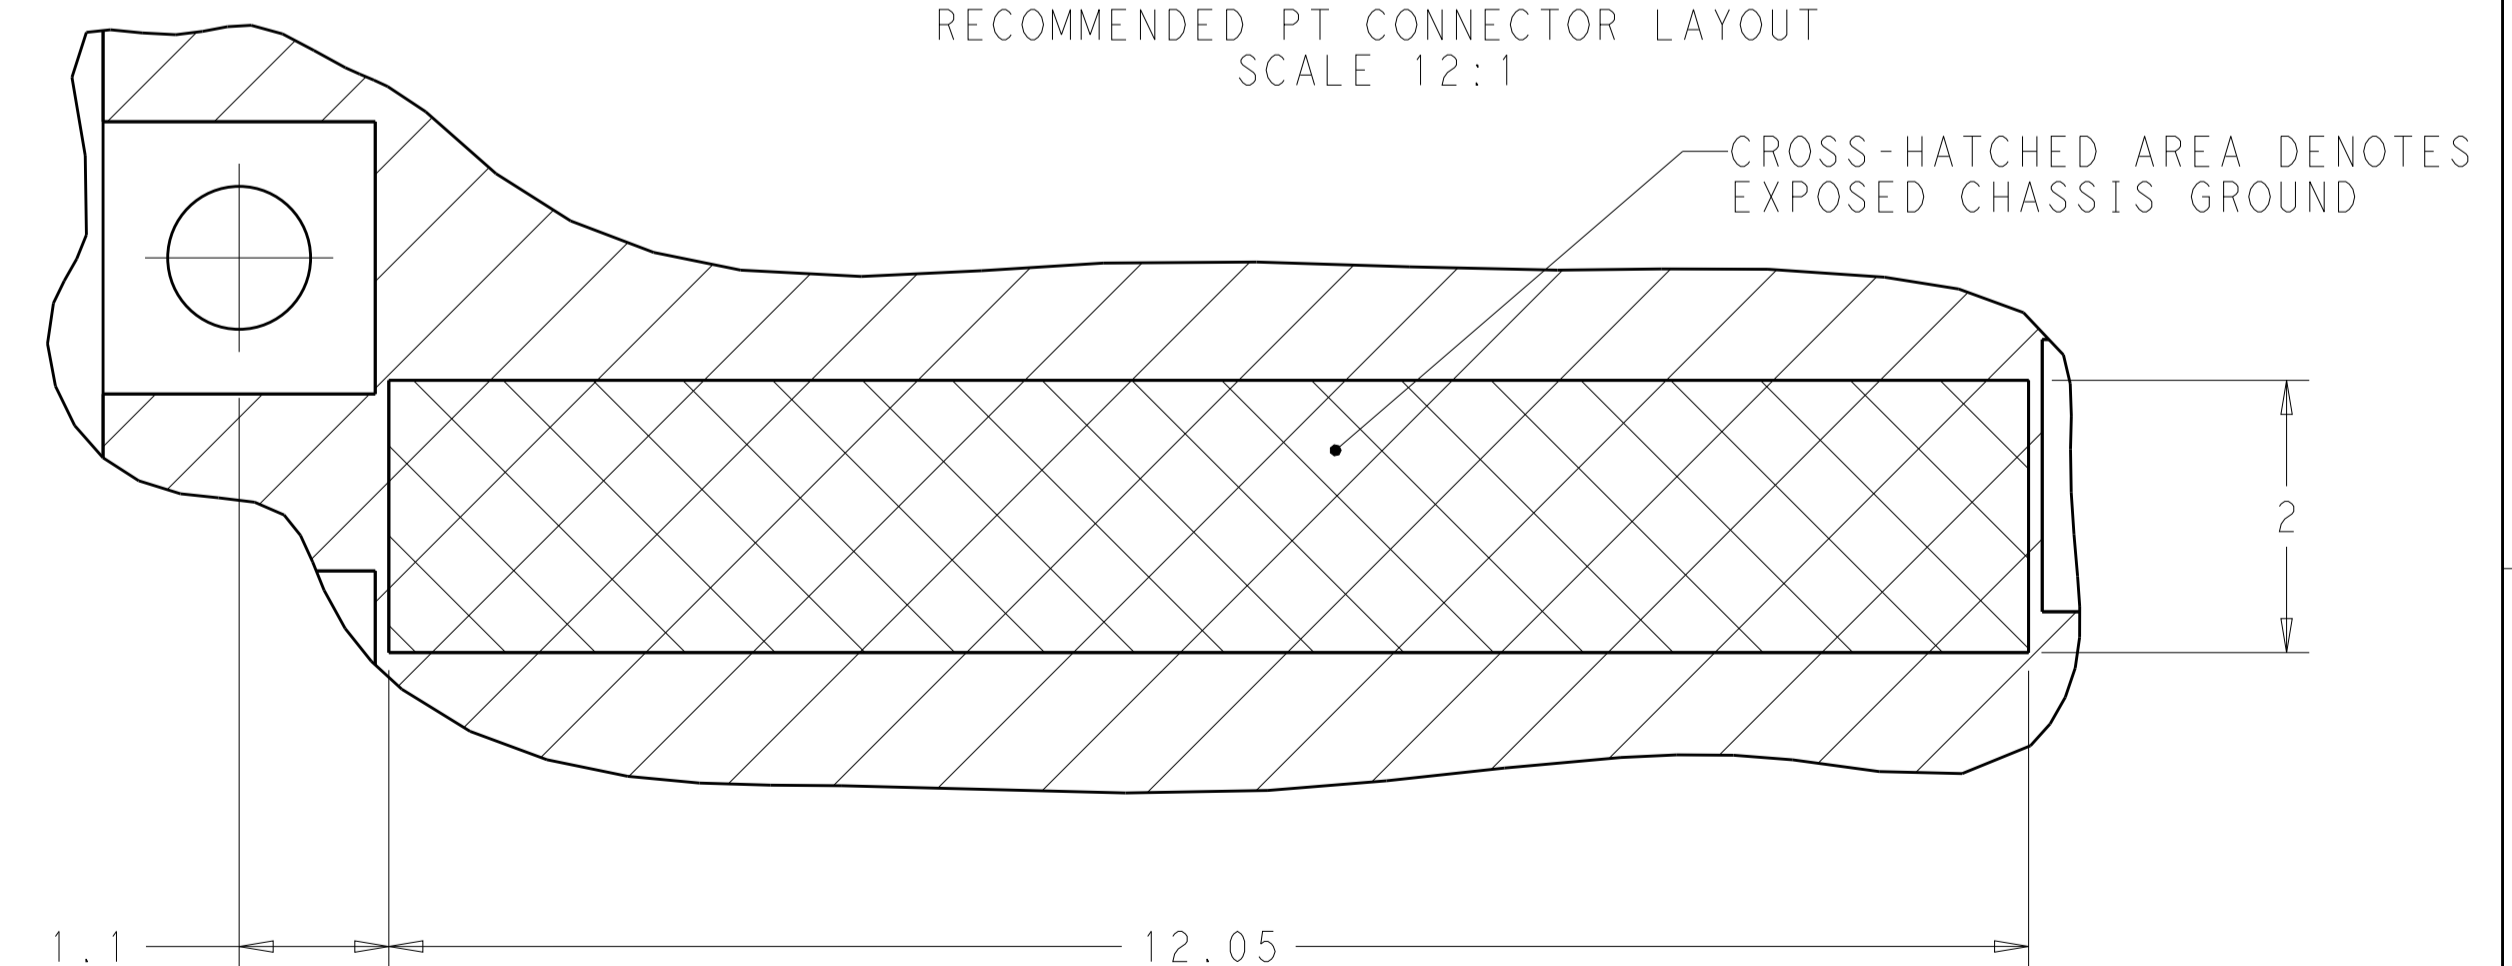 RECOMMENDED PT CONNECTOR LAYOUT
SCALE 12:1
CROSS-HATCHED AREA DENOTES
EXPOSED CHASSIS GROUND
2
1.1
12.05